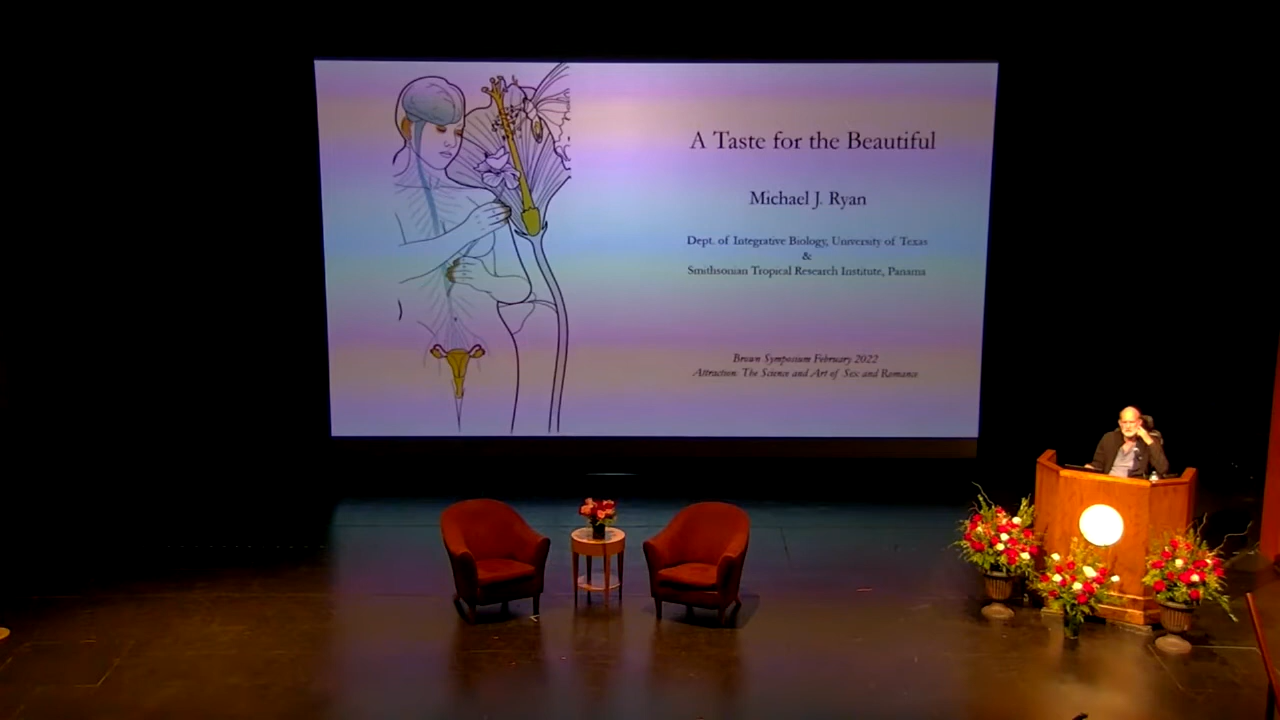 A Taste for the Beautiful
Michael J. Ryan
Dept. of Integrative Biology, University of Texas
&
Smithsonian Tropical Research Institute, Panama
Brown Symposium February 2022
Attraction: The Science and Art of Sex and Romance